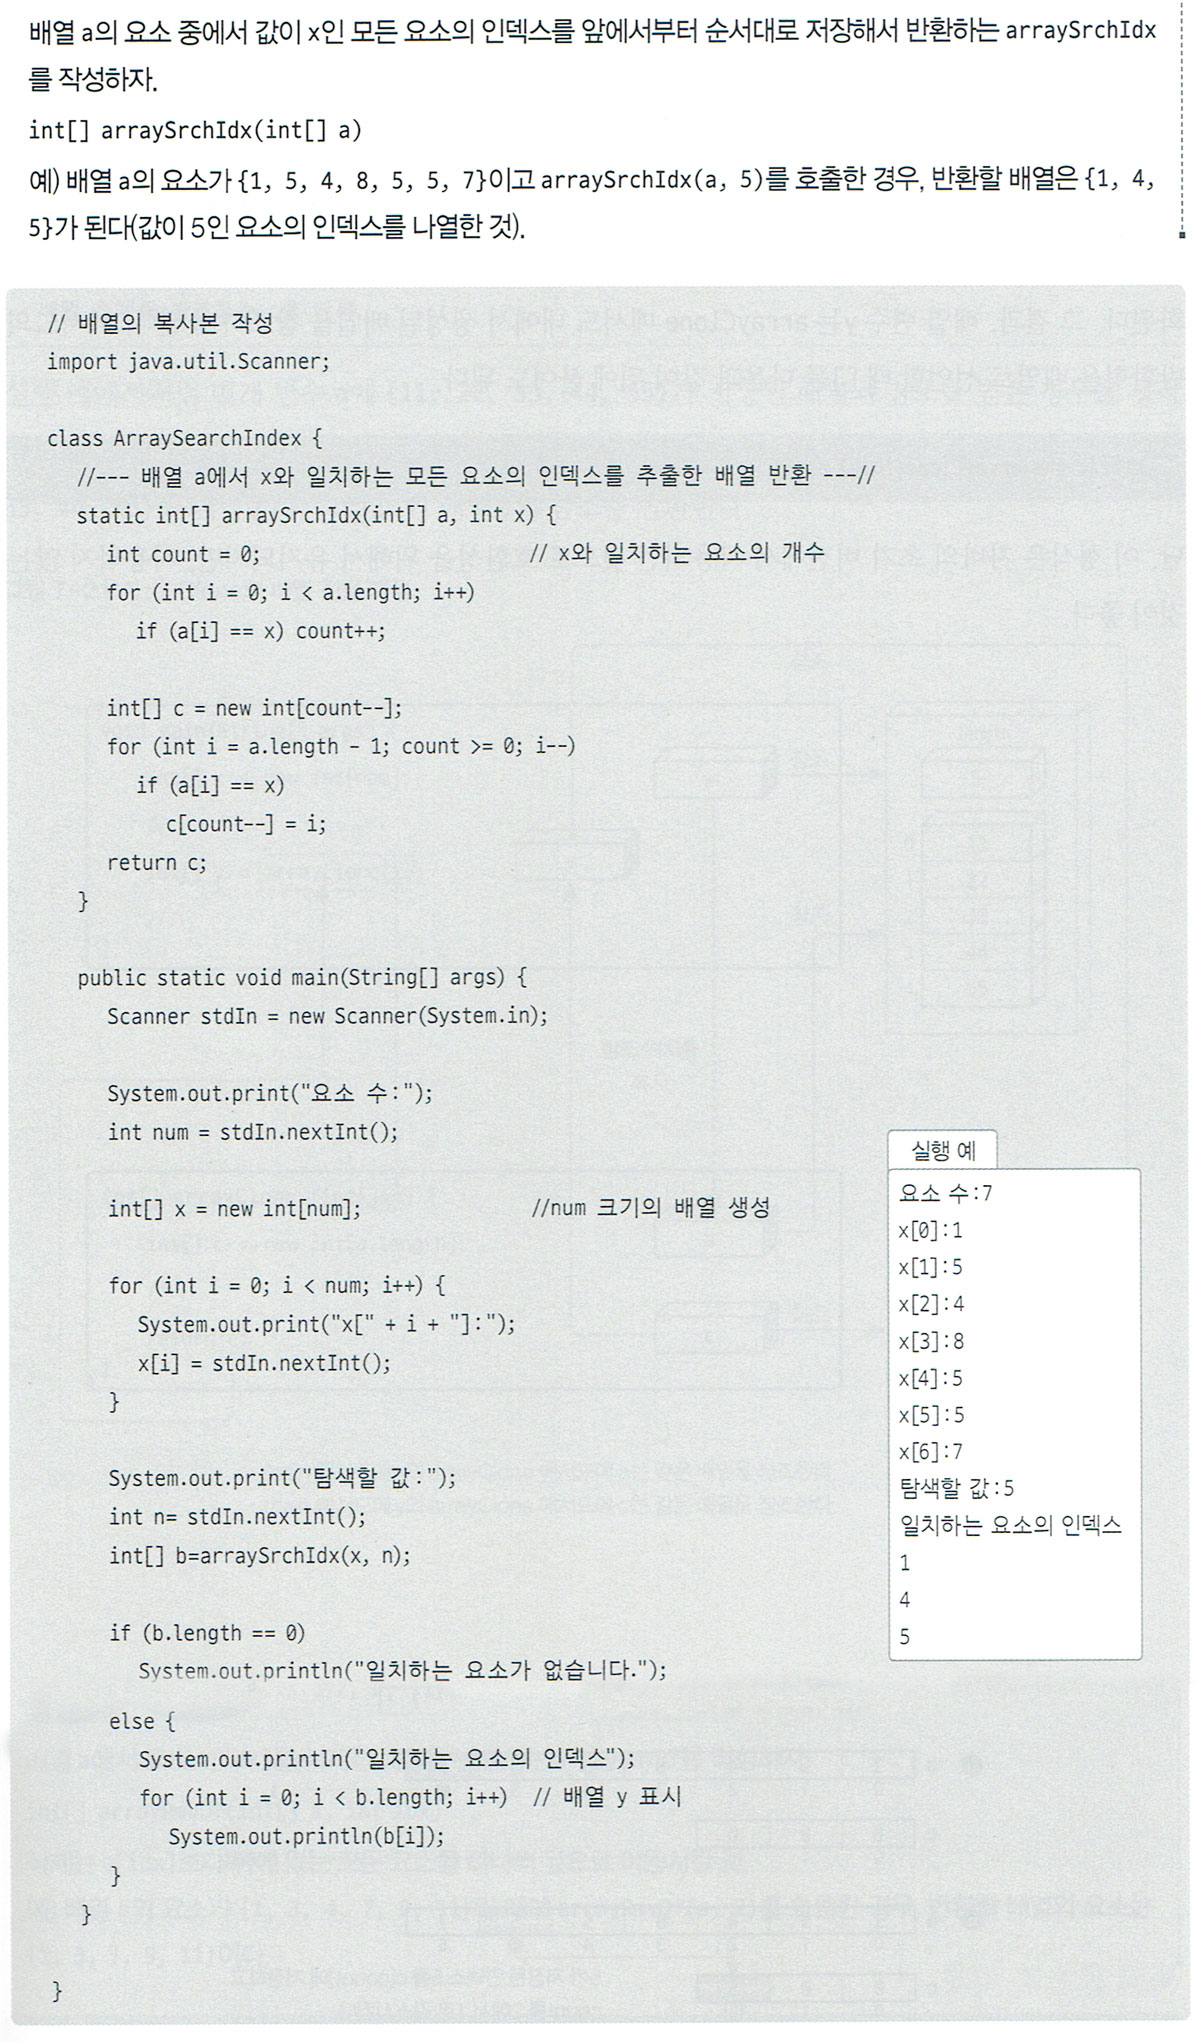 배열 a의 요소 중에서 값이 x인 모든 요소의 인덱스를 앞에서부터 순서대로 저장해서 반환하는 arraySrchIdx
를 작성하자.
int[] arraySrchIdx(int[] a)
예) 배열 a의 요소가 {1, 5, 4, 8, 5, 5, 7}이고 arraySrchIdx(a, 5)를 호출한 경우, 반환할 배열은 {1, 4,
5}가 된다(값이 5인 요소의 인덱스를 나열한 것).
// 배열의 복사본 작성
import java.util.Scanner;
class ArraySearchIndex {
//--- 배열 a에서 x와 일치하는 모든 요소의 인덱스를 추출한 배열 반환 ---//
static int[] arraySrchIdx(int[] a, int x) {
int count = 0; // x와 일치하는 요소의 개수
for (int i = 0; i < a.length; i++)
if (a[i] == x) count++;
int[] c = new int[count--];
for (int i = a.length - 1; count >= 0; i--)
if (a[i] == x)
c[count--] = i;
return c;
}
public static void main(String[] args) {
Scanner stdIn = new Scanner(System.in);
System.out.print("요소 수:");
int num = stdIn.nextInt();
int[] x = new int[num]; //num 크기의 배열 생성
for (int i = 0; i < num; i++) {
System.out.print("x[" + i + "]:");
x[i] = stdIn.nextInt();
}
System.out.print("탐색할 값:");
int n= stdIn.nextInt();
int[] b=arraySrchIdx(x, n);
if (b.length == 0)
System.out.println("일치하는 요소가 없습니다.");
else {
System.out.println("일치하는 요소의 인덱스");
for (int i = 0; i < b.length; i++) // 배열 y 표시
System.out.println(b[i]);
}
}
}
실행 예
요소 수:7
x[0]:1
x[1]:5
x[2]:4
x[3]:8
x[4]:5
x[5]:5
x[6]:7
탐색할 값:5
일치하는 요소의 인덱스
1
4
5